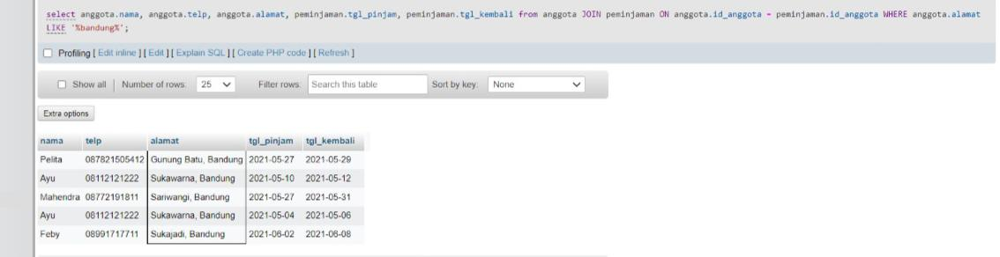 select anggota.nama, anggota.telp, anggota.alamat, peminjaman.tgl_pinjam, peminjaman.tgl_kembali from anggota JOIN peminjaman ON anggota.id_anggota = peminjaman.id_anggota WHERE anggota.alamat
LIKE '%bandung%';
Profiling [ Edit inline ] [ Edit ] [ Explain SQL ] [ Create PHP code ] [ Refresh ]
Show all | Number of rows: 25 Filter rows: Search this table Sort by key: None
Extra options
nama telp alamat tgl_pinjam tgl_kembali
Pelita 087821505412 Gunung Batu, Bandung 2021-05-27 2021-05-29
Ayu 08112121222 Sukawarna, Bandung 2021-05-10 2021-05-12
Mahendra 08772191811 Sariwangi, Bandung 2021-05-27 2021-05-31
Ayu 08112121222 Sukawarna, Bandung 2021-05-04 2021-05-06
Feby 08991717711 Sukajadi, Bandung 2021-06-02 2021-06-08